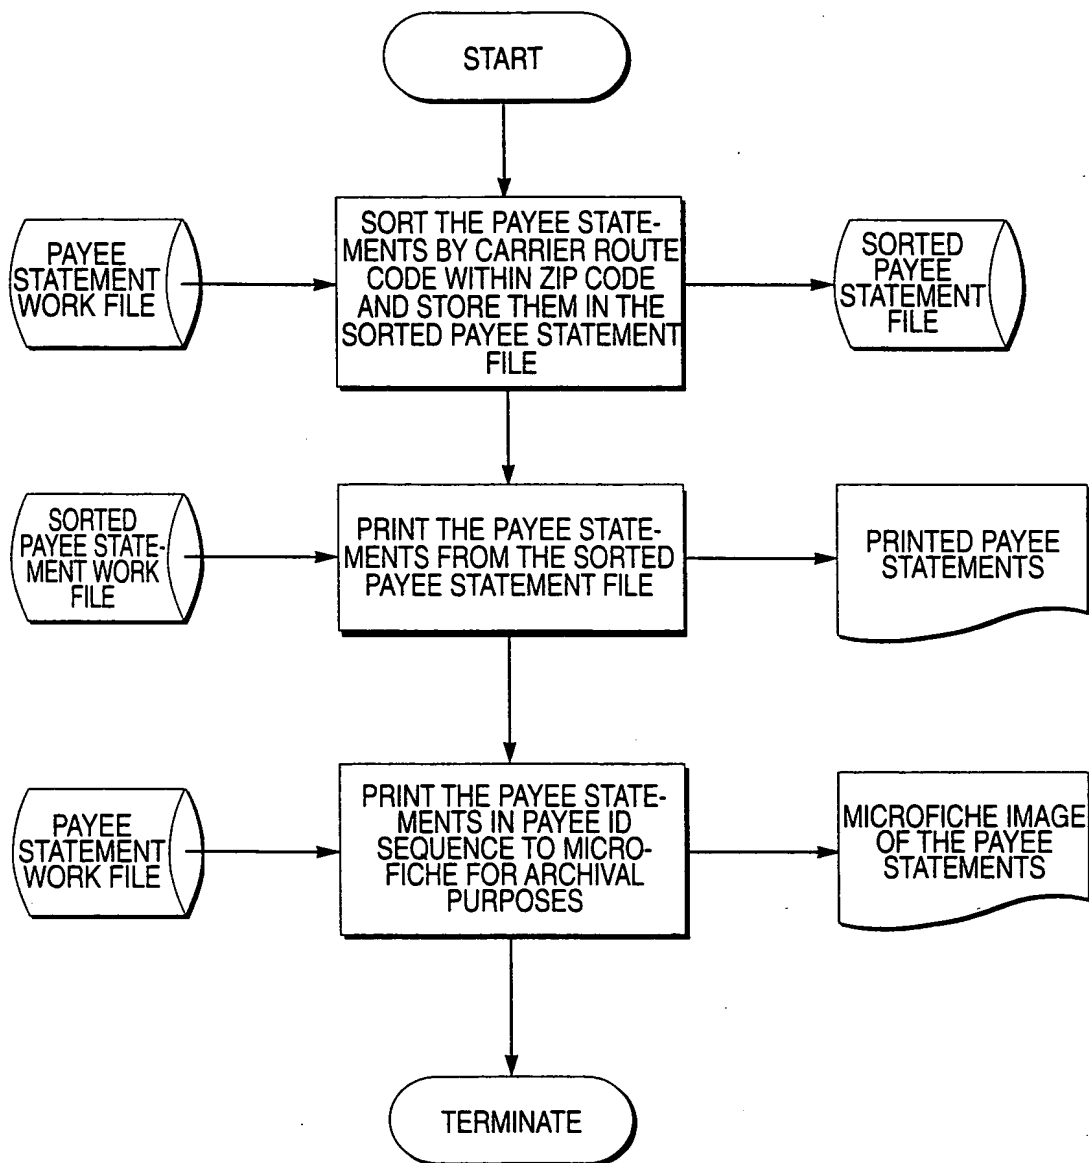 START
PAYEE
STATEMENT
WORK FILE
SORT THE PAYEE STATE-
MENTS BY CARRIER ROUTE
CODE WITHIN ZIP CODE
AND STORE THEM IN THE
SORTED PAYEE STATEMENT
FILE
SORTED
PAYEE
STATEMENT
FILE
SORTED
PAYEE STATE-
MENT WORK
FILE
PRINT THE PAYEE STATE-
MENTS FROM THE SORTED
PAYEE STATEMENT FILE
PRINTED PAYEE
STATEMENTS
PAYEE
STATEMENT
WORK FILE
PRINT THE PAYEE STATE-
MENTS IN PAYEE ID
SEQUENCE TO MICRO-
FICHE FOR ARCHIVAL
PURPOSES
MICROFICHE IMAGE
OF THE PAYEE
STATEMENTS
TERMINATE